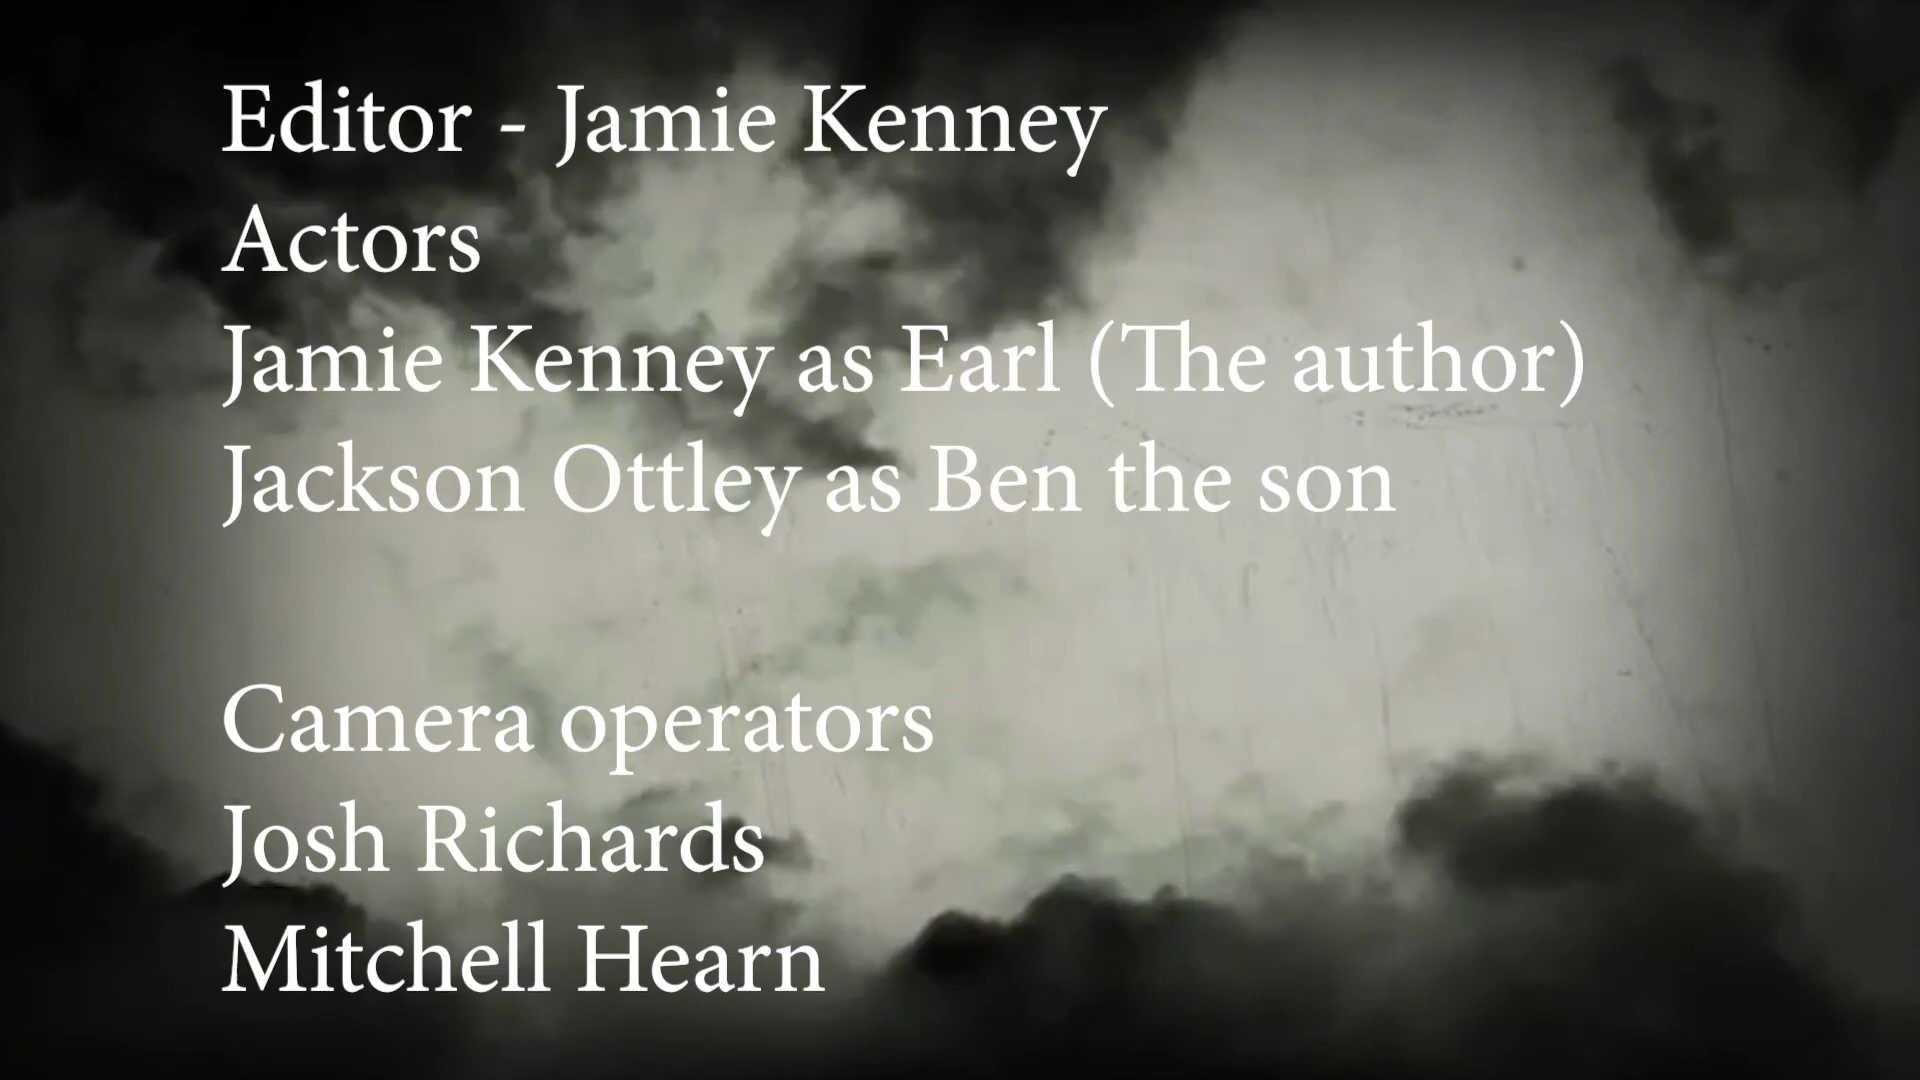 Editor - Jamie Kenney
Actors
Jamie Kenney as Earl (The author)
Jackson Ottley as Ben the son
Camera operators
Josh Richards
Mitchell Hearn